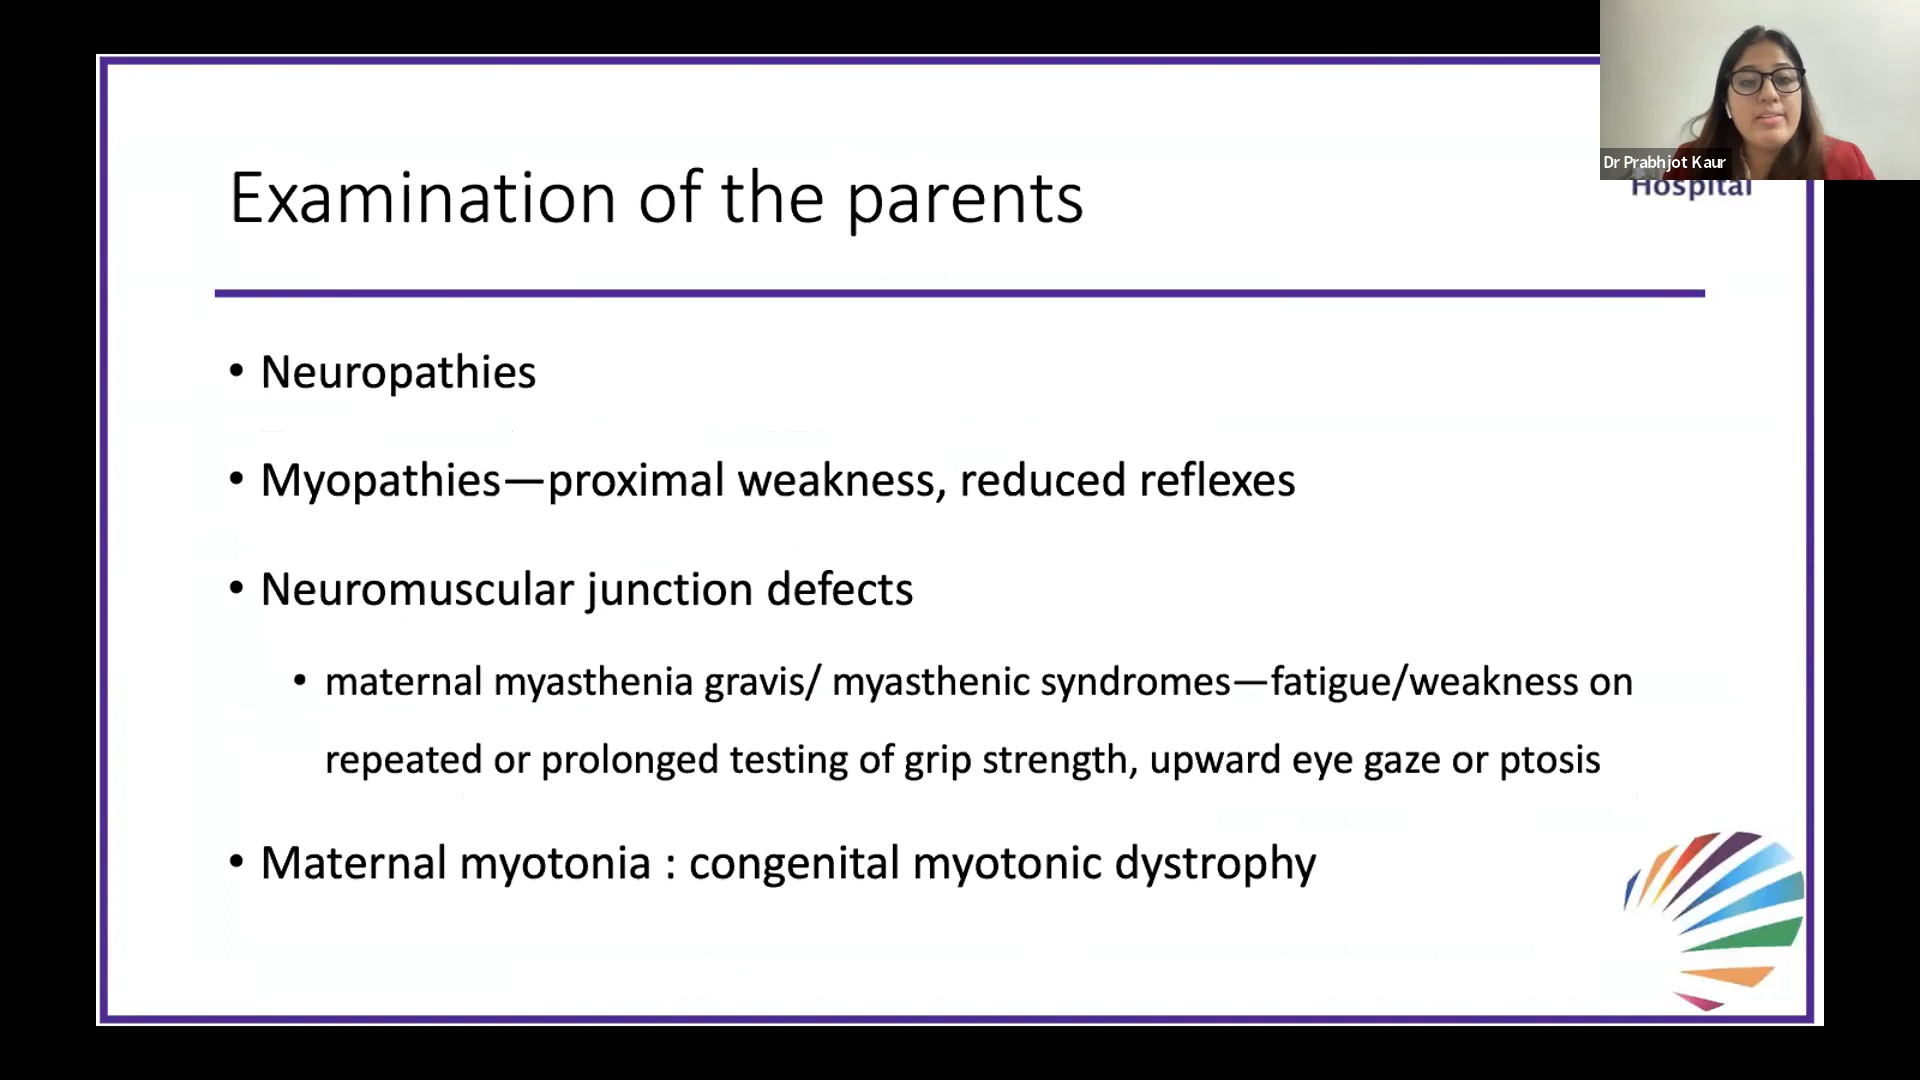 Dr Prabhjot Kaur
Hospital
Examination of the parents
• Neuropathies
• Myopathies—proximal weakness, reduced reflexes
• Neuromuscular junction defects
• maternal myasthenia gravis/ myasthenic syndromes—fatigue/weakness on
repeated or prolonged testing of grip strength, upward eye gaze or ptosis
• Maternal myotonia : congenital myotonic dystrophy